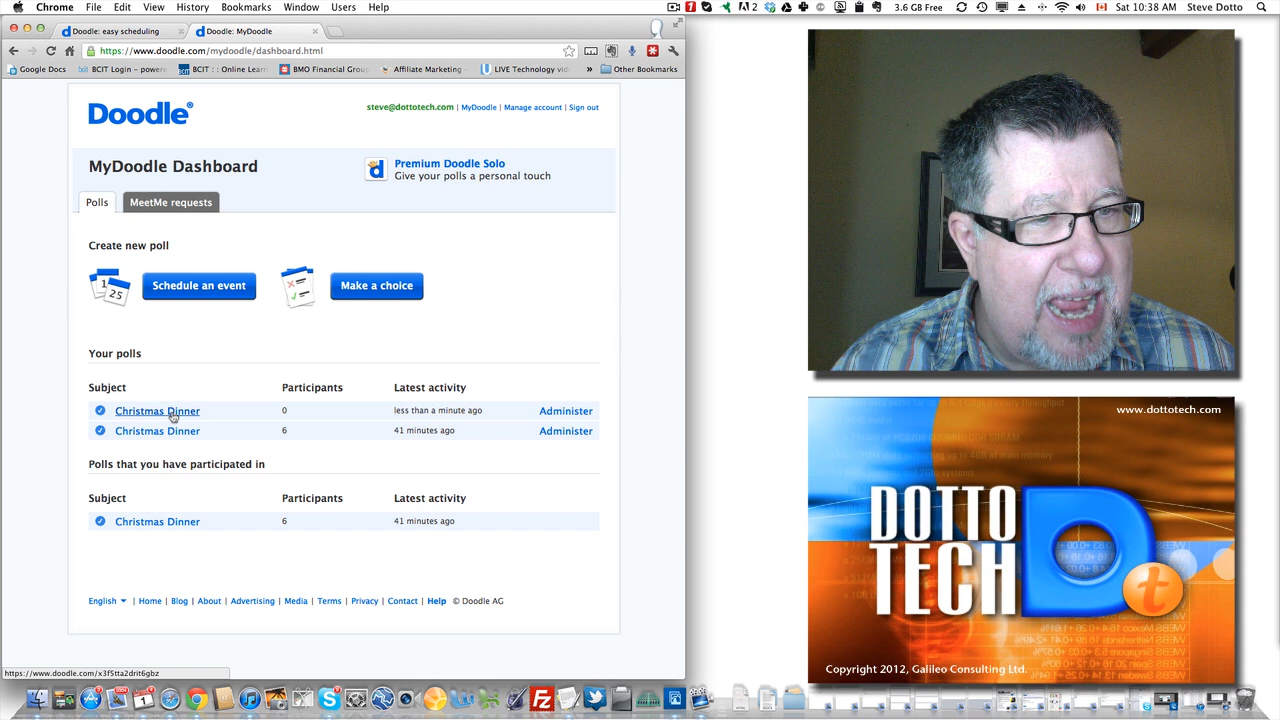 Chrome File Edit View History Bookmarks Window Users Help
1 2 3.6 GB Free Sat 10:38 AM Steve Dotto
Doodle: easy scheduling
Doodle: MyDoodle
https://www.doodle.com/mydoodle/dashboard.html
Google Docs BCIT Login – power BCIT : : Online Lear BMO Financial Grou Affiliate Marketing – LIVE Technology vid » Other Bookmarks
Doodle®
steve@dottotech.com | MyDoodle | Manage account | Sign out
MyDoodle Dashboard
Premium Doodle Solo
Give your polls a personal touch
Polls MeetMe requests
Create new poll
Schedule an event
Make a choice
Your polls
Subject Participants Latest activity
Christmas Dinner 0 less than a minute ago Administer
Christmas Dinner 6 41 minutes ago Administer
Polls that you have participated in
Subject Participants Latest activity
Christmas Dinner 6 41 minutes ago
English | Home | Blog | About | Advertising | Media | Terms | Privacy | Contact | Help © Doodle AG
https://www.doodle.com/x3f5tta2drit6gbz
www.dottotech.com
DOTTO
TECH
D
t
Copyright 2012, Galileo Consulting Ltd.